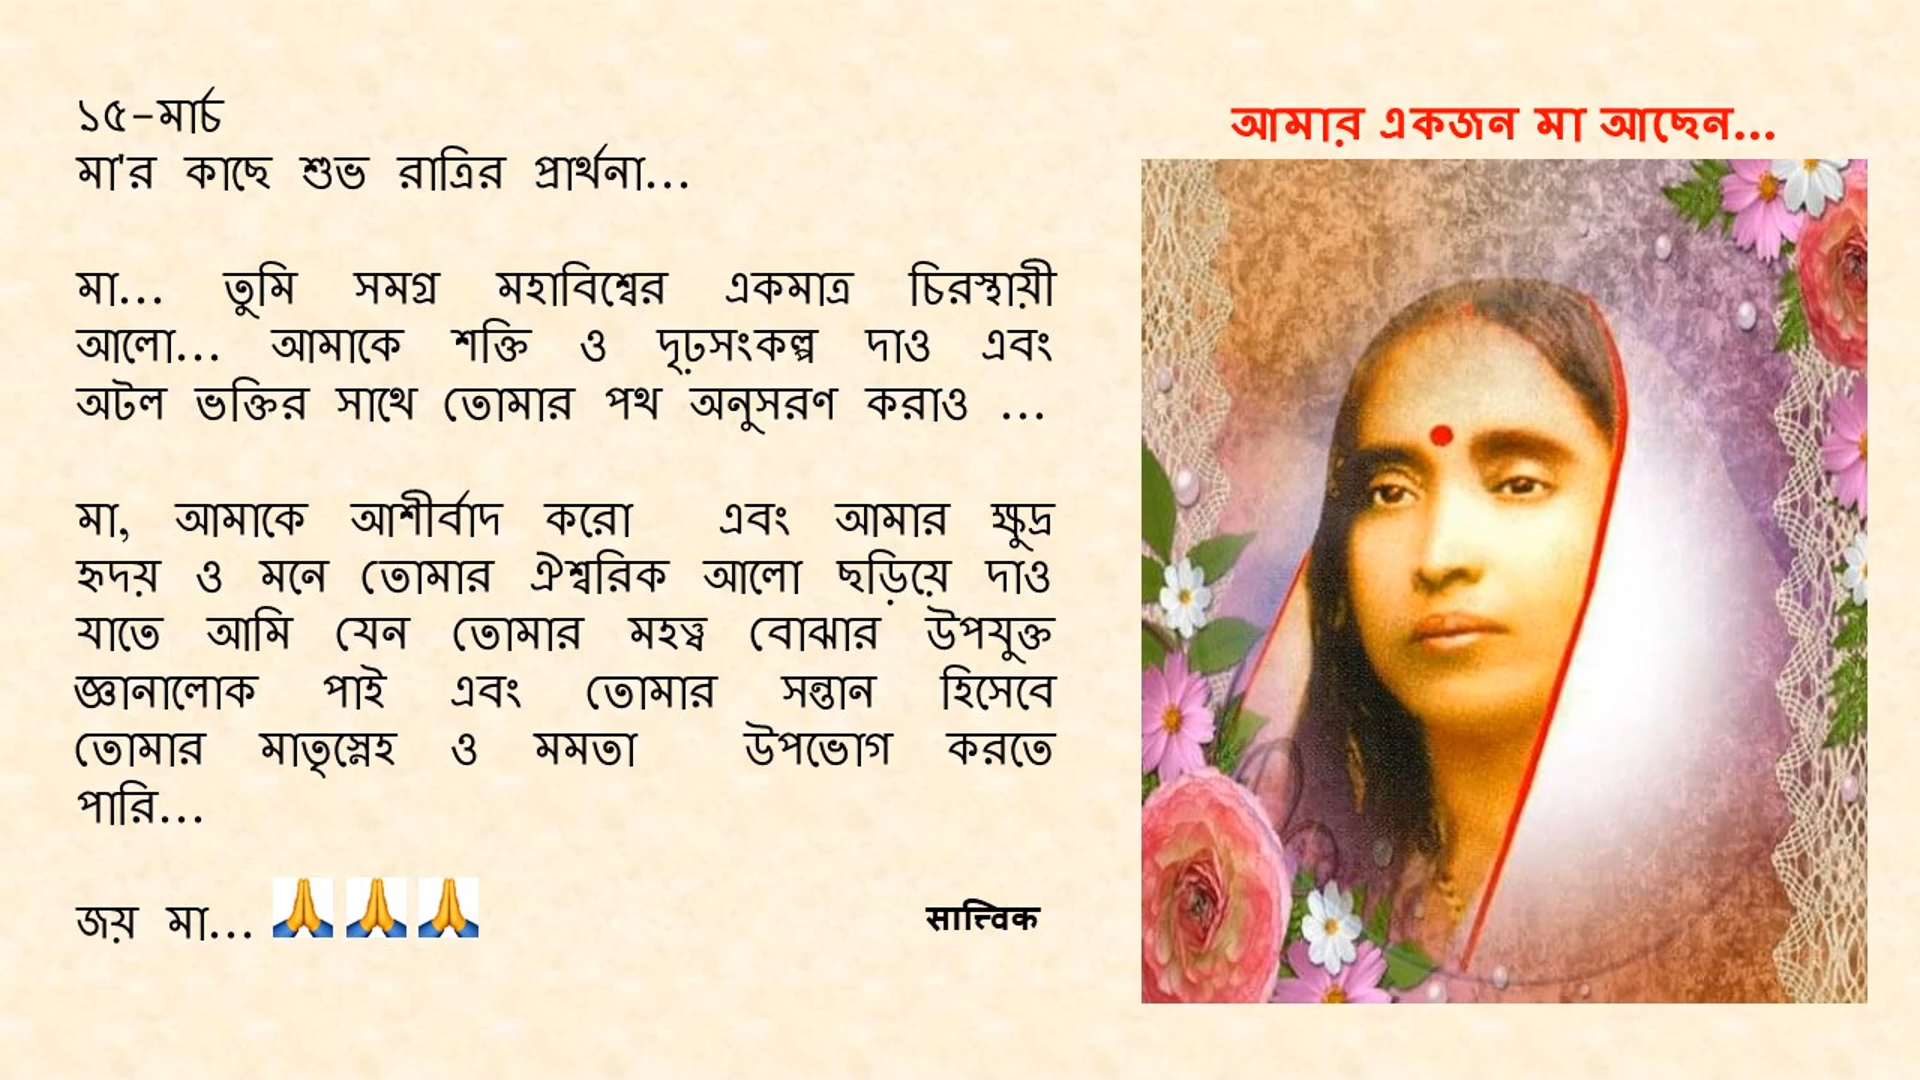 ১৫-মার্চ
মা'র কাছে শুভ রাত্রির প্রার্থনা...
মা... তুমি সমগ্র মহাবিশ্বের একমাত্র চিরস্থায়ী
আলো... আমাকে শক্তি ও দৃঢ়সংকল্প দাও এবং
অটল ভক্তির সাথে তোমার পথ অনুসরণ করাও ...
মা, আমাকে আশীর্বাদ করো এবং আমার ক্ষুদ্র
হৃদয় ও মনে তোমার ঐশ্বরিক আলো ছড়িয়ে দাও
যাতে আমি যেন তোমার মহত্ত্ব বোঝার উপযুক্ত
জ্ঞানালোক পাই এবং তোমার সন্তান হিসেবে
তোমার মাতৃস্নেহ ও মমতা উপভোগ করতে
পারি...
জয় মা... 🙏🙏🙏
सात्त्विक
আমার একজন মা আছেন...